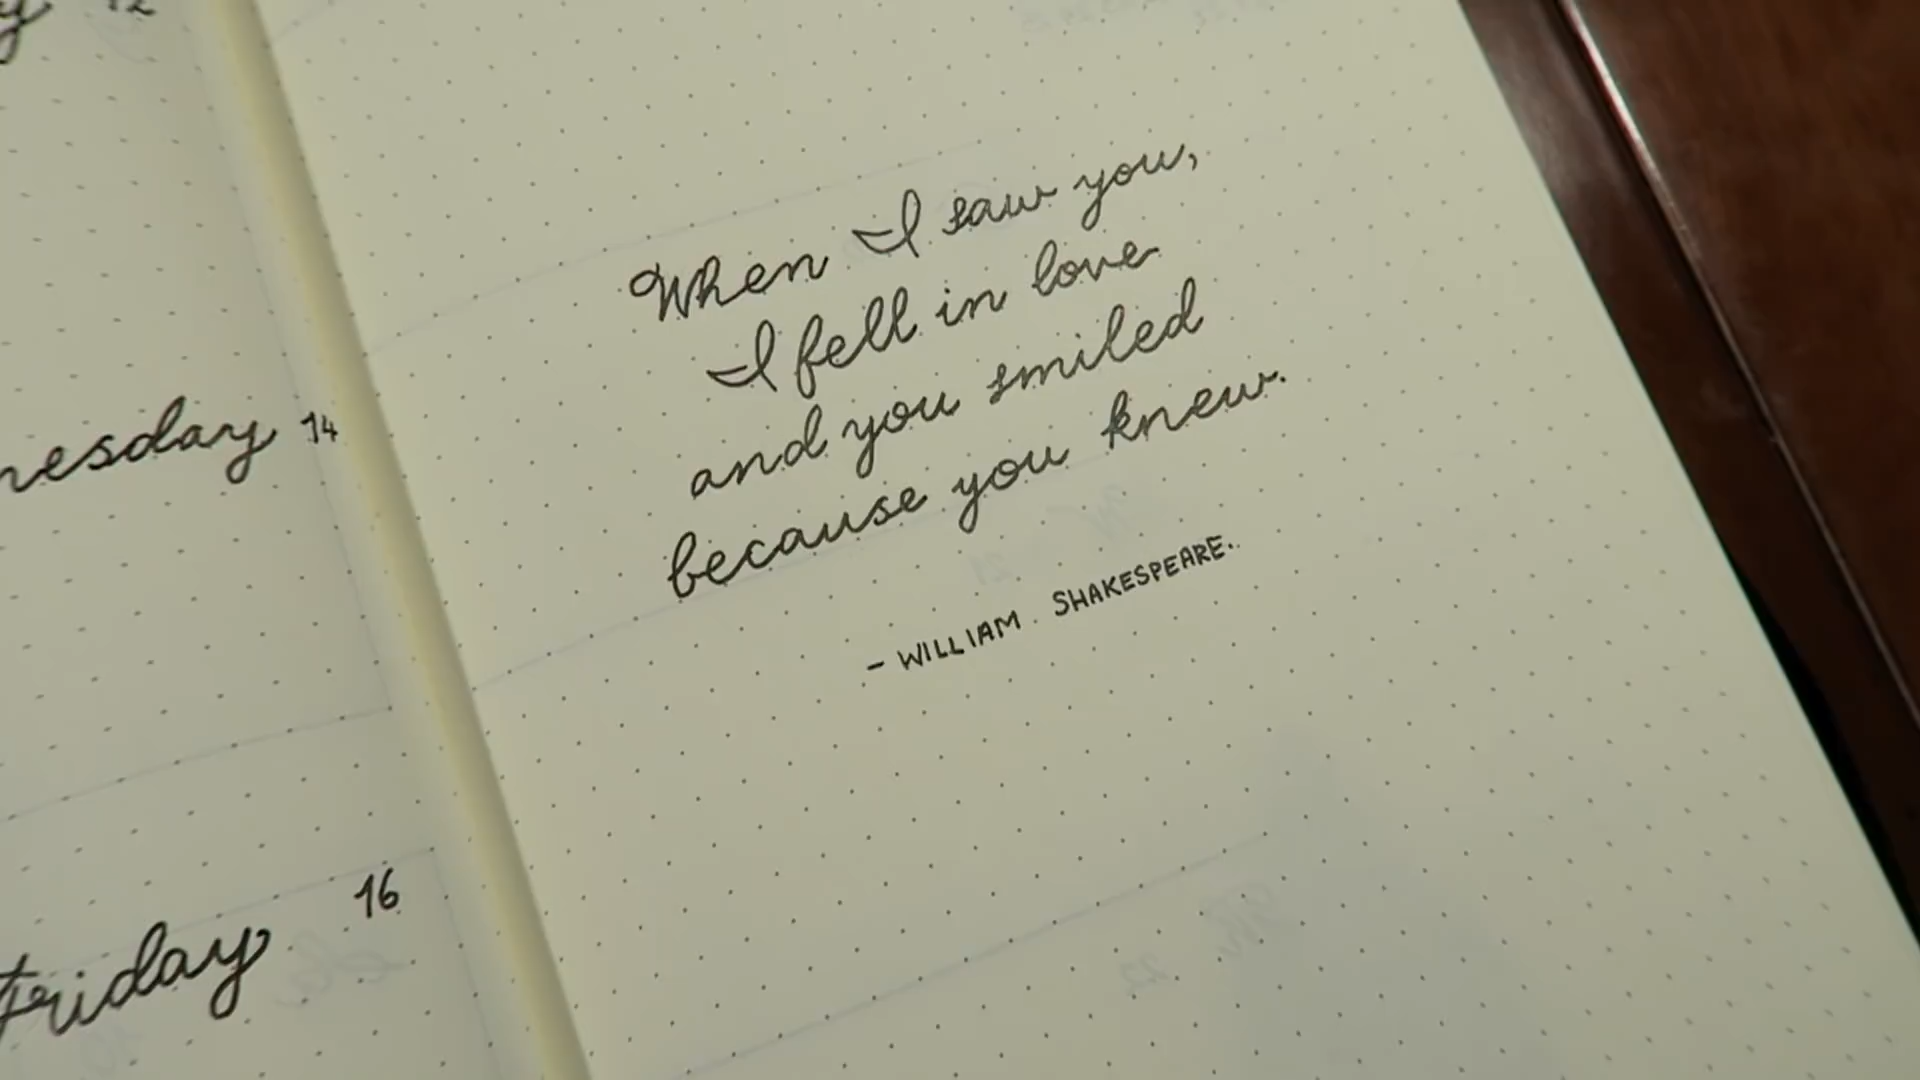 12
nesday 14
16
Friday
When I saw you,
I fell in love
and you smiled
because you knew.
- WILLIAM SHAKESPEARE.